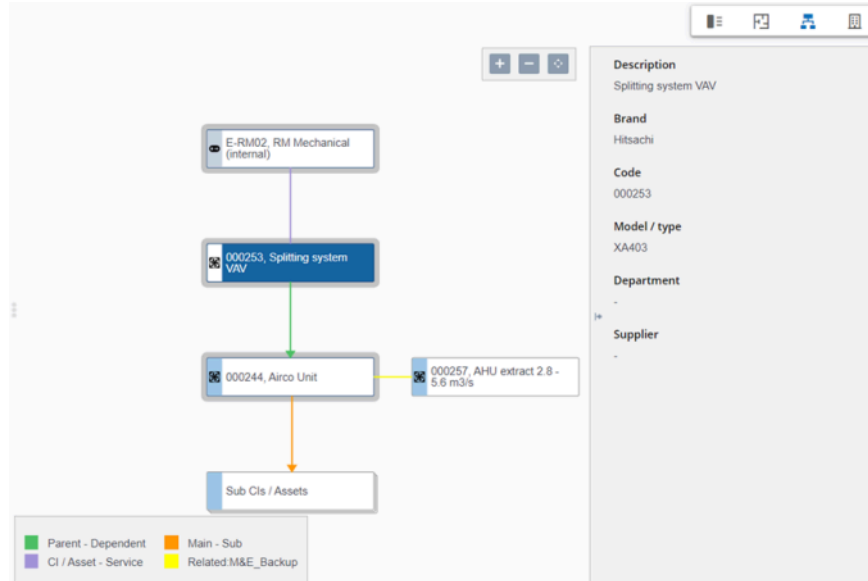 E-RM02, RM Mechanical
(internal)
000253, Splitting system
VAV
000244, Airco Unit
000257, AHU extract 2.8 -
5.6 m3/s
Sub CIs / Assets
Parent - Dependent
Main - Sub
CI / Asset - Service
Related:M&E_Backup
Description
Splitting system VAV
Brand
Hitsachi
Code
000253
Model / type
XA403
Department
-
Supplier
-